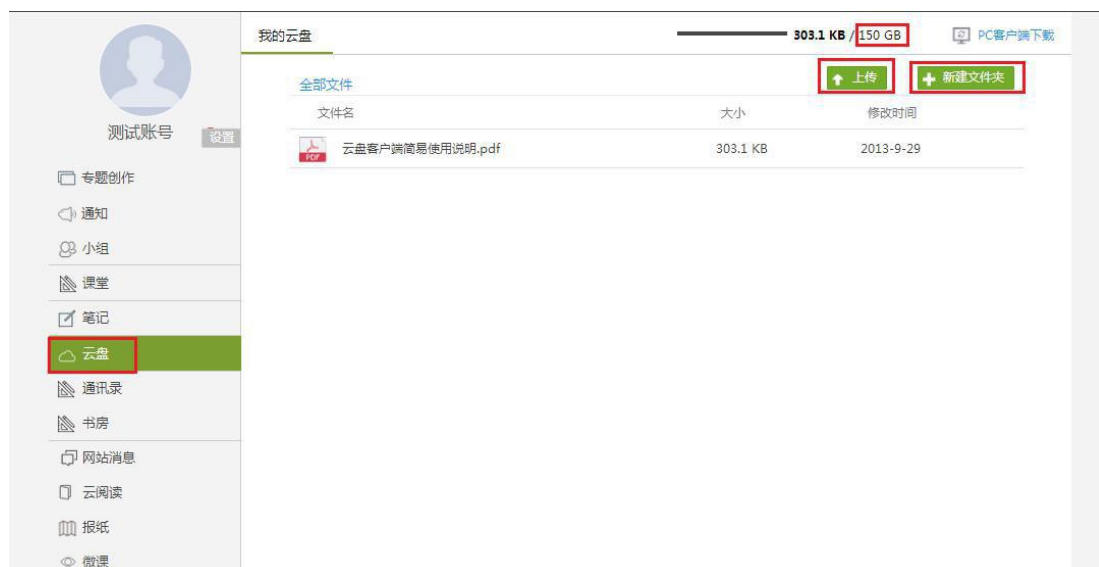 我的云盘
303.1 KB / 150 GB
PC客户端下载
全部文件
上传
新建文件夹
文件名 大小 修改时间
云盘客户端简易使用说明.pdf 303.1 KB 2013-9-29
PDF
测试账号
设置
专题创作
通知
小组
课堂
笔记
云盘
通讯录
书房
网站消息
云阅读
报纸
微课